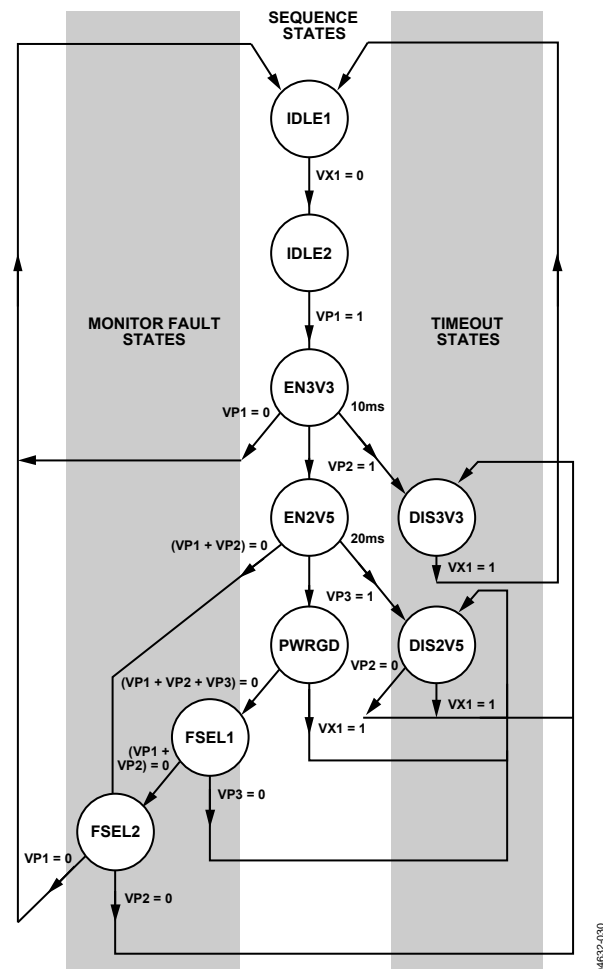 SEQUENCE
STATES
IDLE1
VX1 = 0
IDLE2
MONITOR FAULT
STATES
VP1 = 1
TIMEOUT
STATES
EN3V3
VP1 = 0
10ms
VP2 = 1
EN2V5
DIS3V3
(VP1 + VP2) = 0
20ms
VX1 = 1
VP3 = 1
PWRGD
DIS2V5
VP2 = 0
(VP1 + VP2 + VP3) = 0
VX1 = 1
VX1 = 1
FSEL1
(VP1 +
VP2) = 0
VP3 = 0
FSEL2
VP1 = 0
VP2 = 0
4632-030